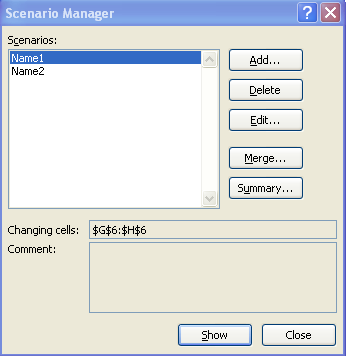 Scenario Manager
Scenarios:
Name1
Name2
Add...
Delete
Edit...
Merge...
Summary...
Changing cells: $G$6:$H$6
Comment:
Show Close